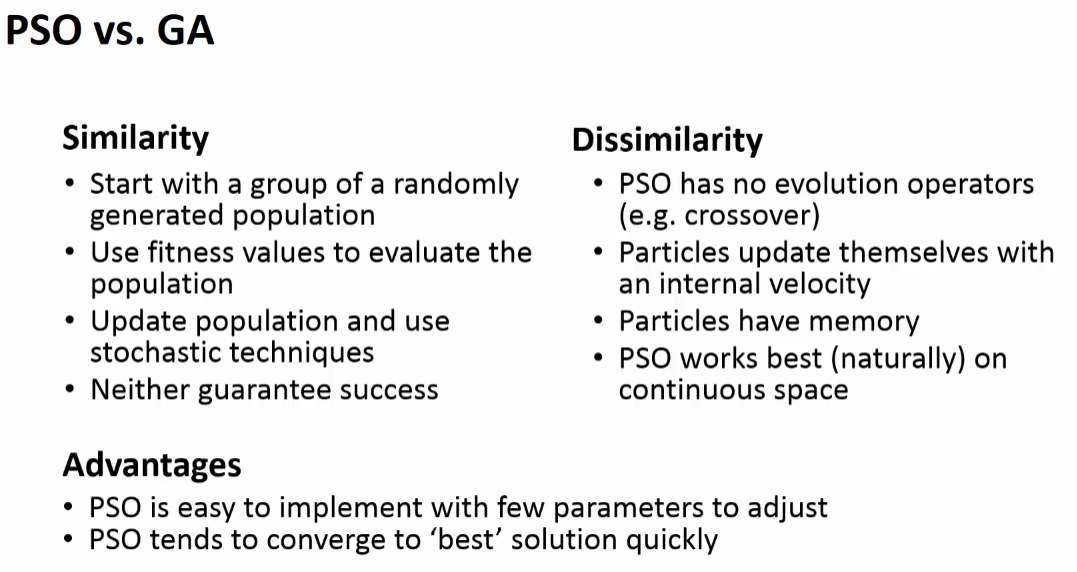 PSO vs. GA
Similarity
• Start with a group of a randomly
generated population
• Use fitness values to evaluate the
population
• Update population and use
stochastic techniques
• Neither guarantee success
Dissimilarity
• PSO has no evolution operators
(e.g. crossover)
• Particles update themselves with
an internal velocity
• Particles have memory
• PSO works best (naturally) on
continuous space
Advantages
• PSO is easy to implement with few parameters to adjust
• PSO tends to converge to ‘best’ solution quickly